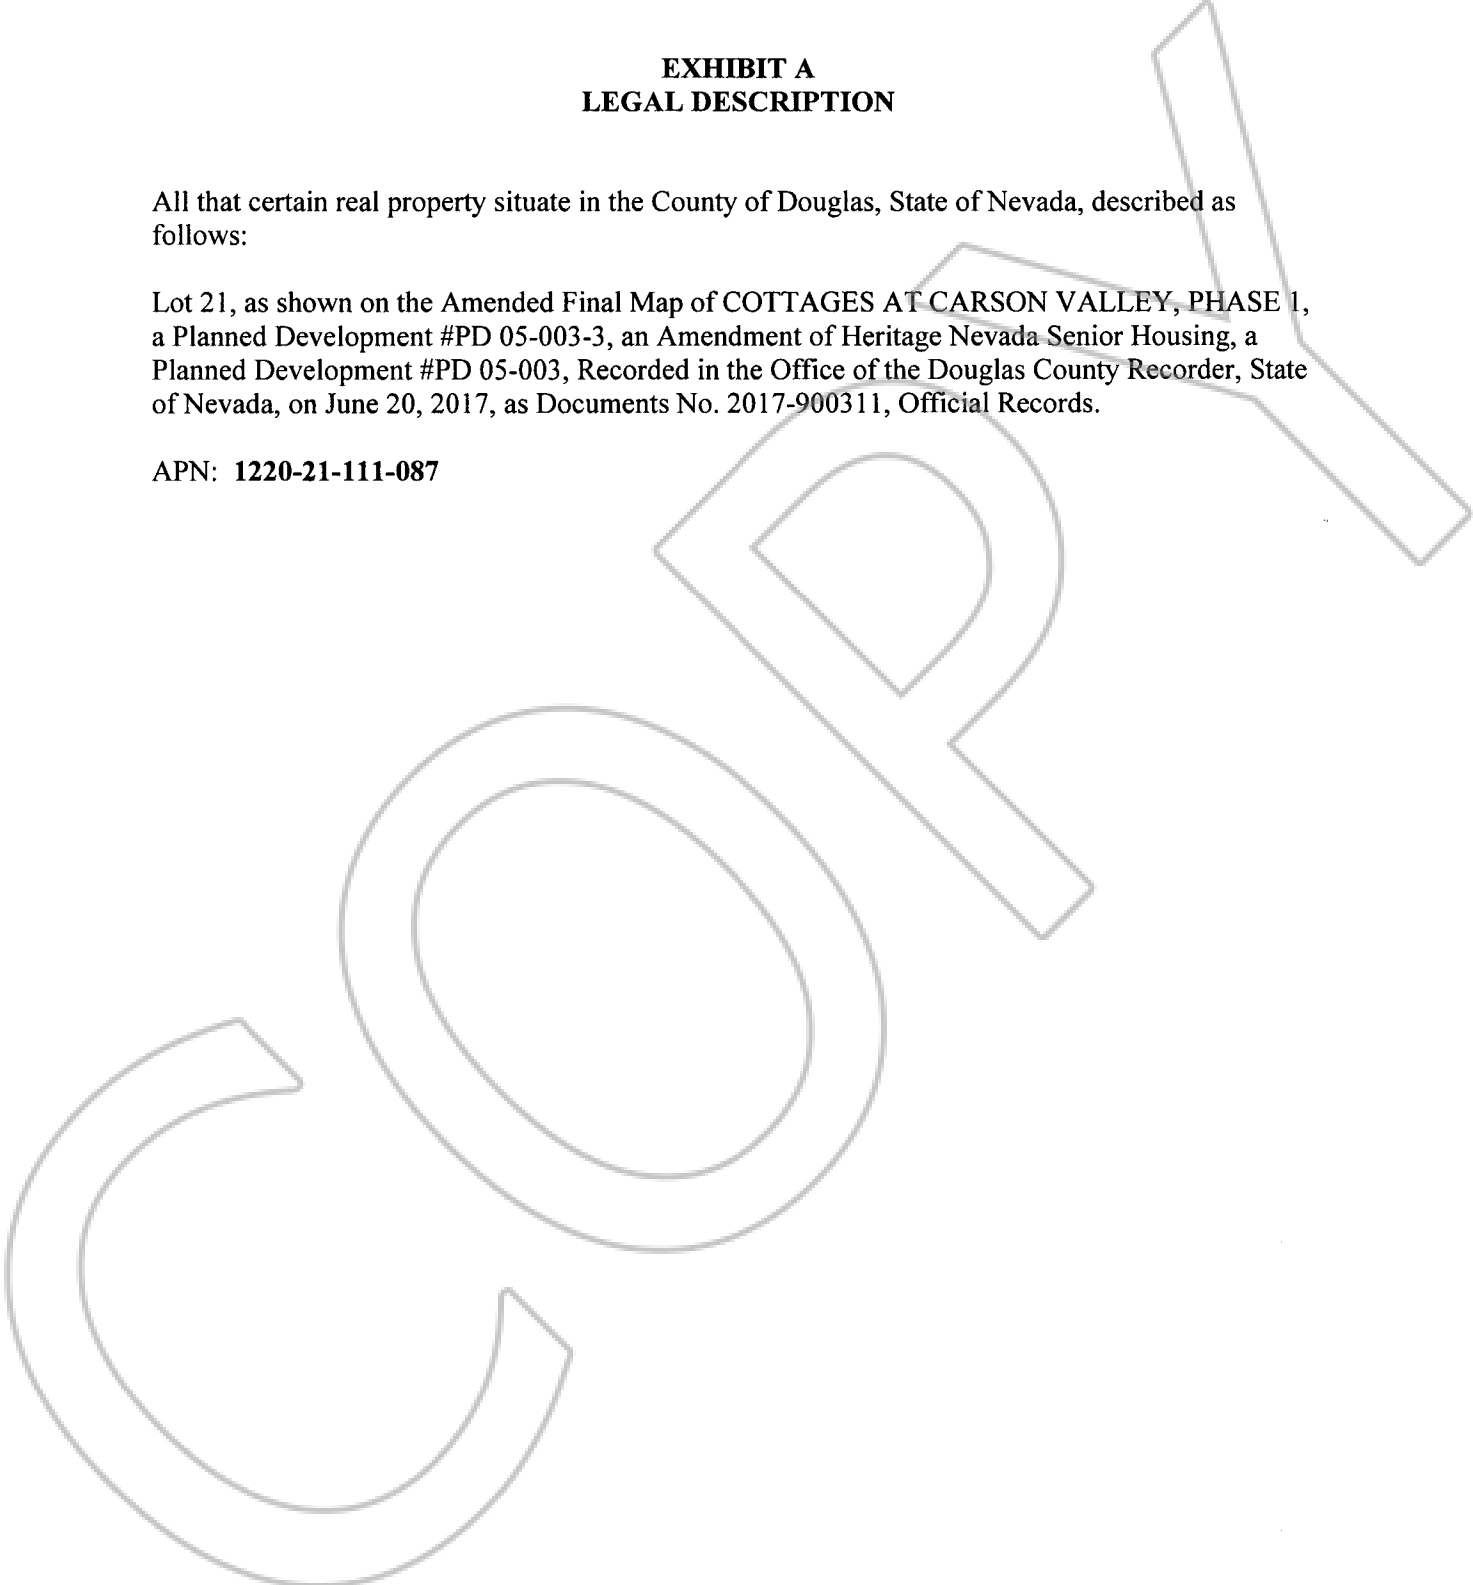 EXHIBIT A
LEGAL DESCRIPTION
All that certain real property situate in the County of Douglas, State of Nevada, described as
follows:
Lot 21, as shown on the Amended Final Map of COTTAGES AT CARSON VALLEY, PHASE 1,
a Planned Development #PD 05-003-3, an Amendment of Heritage Nevada Senior Housing, a
Planned Development #PD 05-003, Recorded in the Office of the Douglas County Recorder, State
of Nevada, on June 20, 2017, as Documents No. 2017-900311, Official Records.
APN: 1220-21-111-087
COPY